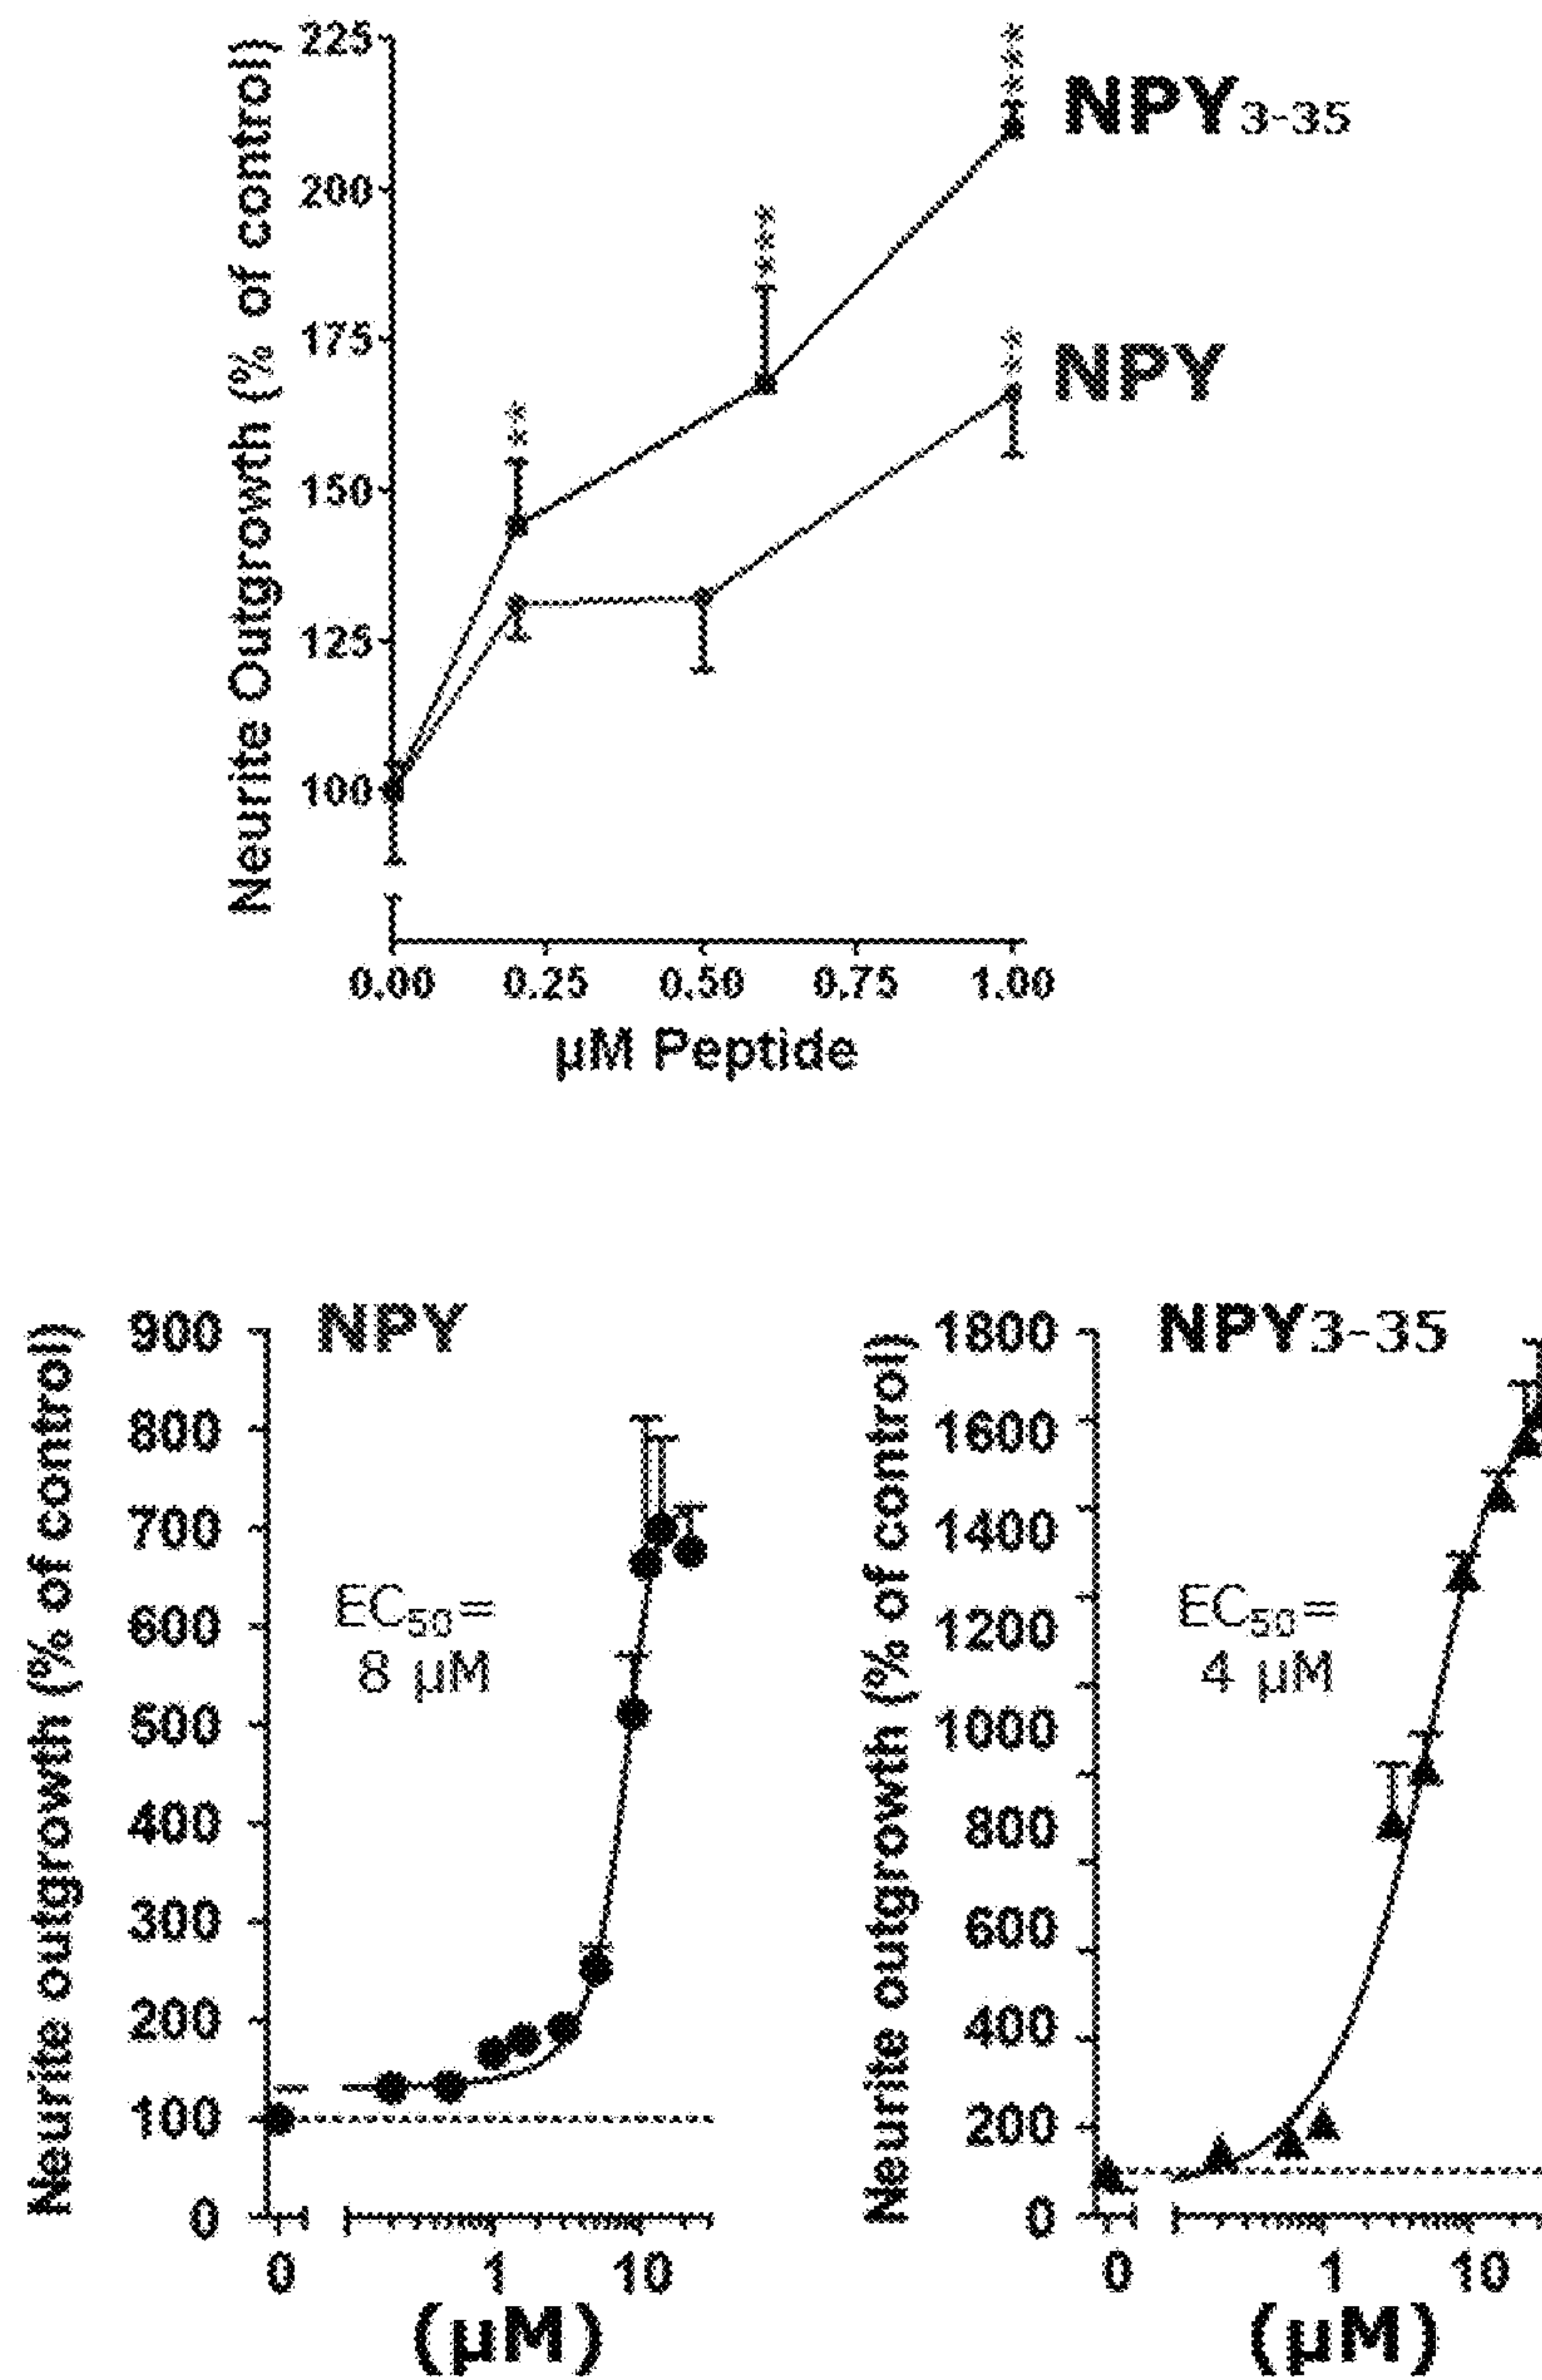 Neurite Outgrowth (% of control)
225
200
175
150
125
100
****
****
**
**
NPY3-35
NPY
0.00 0.25 0.50 0.75 1.00
µM Peptide
Neurite outgrowth (% of control)
900
800
700
600
500
400
300
200
100
0
NPY
EC50=
8 µM
0 1 10
(µM)
Neurite outgrowth (% of control)
1800
1600
1400
1200
1000
800
600
400
200
0
NPY3-35
EC50=
4 µM
0 1 10
(µM)